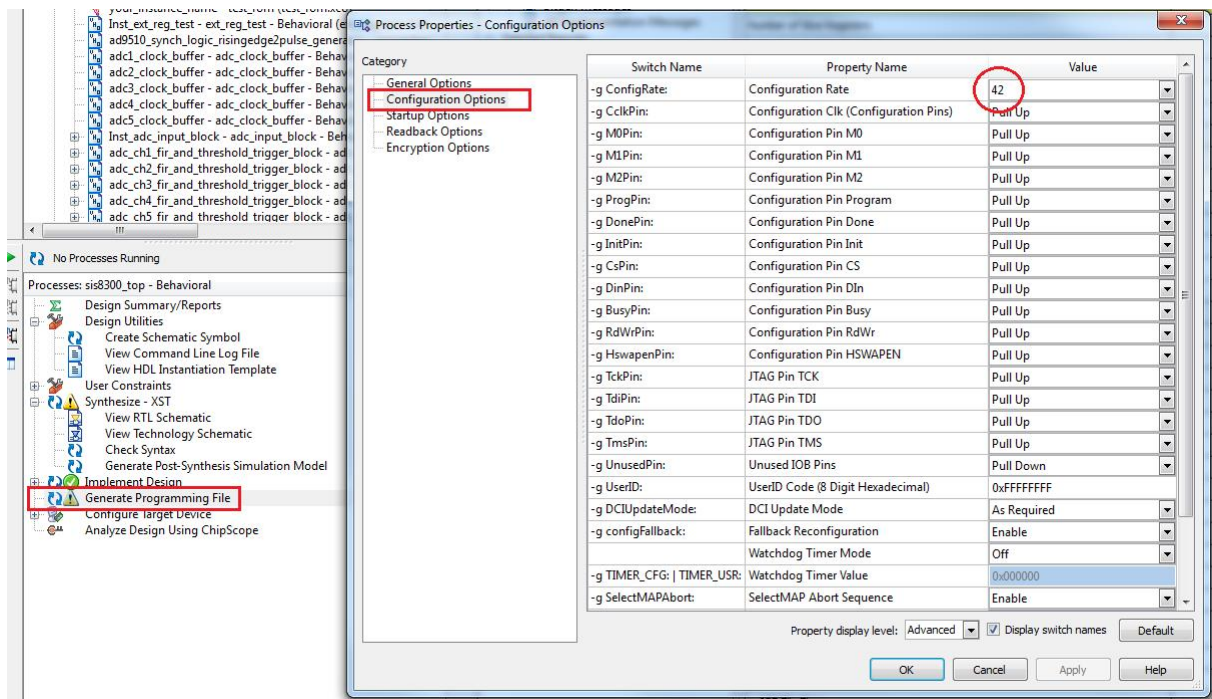 Inst_ext_reg_test - ext_reg_test - Behavioral (e
ad9510_synch_logic_risingedge2pulse_genera
adc1_clock_buffer - adc_clock_buffer - Behav
adc2_clock_buffer - adc_clock_buffer - Behav
adc3_clock_buffer - adc_clock_buffer - Behav
adc4_clock_buffer - adc_clock_buffer - Behav
adc5_clock_buffer - adc_clock_buffer - Behav
Inst_adc_input_block - adc_input_block - Beh
adc_ch1_fir_and_threshold_trigger_block - ad
adc_ch2_fir_and_threshold_trigger_block - ad
adc_ch3_fir_and_threshold_trigger_block - ad
adc_ch4_fir_and_threshold_trigger_block - ad
adc_ch5_fir_and_threshold_trigger_block - ad
No Processes Running
Processes: sis8300_top - Behavioral
Design Summary/Reports
Design Utilities
Create Schematic Symbol
View Command Line Log File
View HDL Instantiation Template
User Constraints
Synthesize - XST
View RTL Schematic
View Technology Schematic
Check Syntax
Generate Post-Synthesis Simulation Model
Implement Design
Generate Programming File
Configure Target Device
Analyze Design Using ChipScope
Process Properties - Configuration Options
Category
General Options
Configuration Options
Startup Options
Readback Options
Encryption Options
Switch Name Property Name Value
-g ConfigRate: Configuration Rate 42
-g CclkPin: Configuration Clk (Configuration Pins) Pull Up
-g M0Pin: Configuration Pin M0 Pull Up
-g M1Pin: Configuration Pin M1 Pull Up
-g M2Pin: Configuration Pin M2 Pull Up
-g ProgPin: Configuration Pin Program Pull Up
-g DonePin: Configuration Pin Done Pull Up
-g InitPin: Configuration Pin Init Pull Up
-g CsPin: Configuration Pin CS Pull Up
-g DinPin: Configuration Pin DIn Pull Up
-g BusyPin: Configuration Pin Busy Pull Up
-g RdWrPin: Configuration Pin RdWr Pull Up
-g HswapenPin: Configuration Pin HSWAPEN Pull Up
-g TckPin: JTAG Pin TCK Pull Up
-g TdiPin: JTAG Pin TDI Pull Up
-g TdoPin: JTAG Pin TDO Pull Up
-g TmsPin: JTAG Pin TMS Pull Up
-g UnusedPin: Unused IOB Pins Pull Down
-g UserID: UserID Code (8 Digit Hexadecimal) 0xFFFFFFFF
-g DCIUpdateMode: DCI Update Mode As Required
-g configFallback: Fallback Reconfiguration Enable
Watchdog Timer Mode Off
-g TIMER_CFG: | TIMER_USR: Watchdog Timer Value 0x000000
-g SelectMAPAbort: SelectMAP Abort Sequence Enable
Property display level: Advanced Display switch names Default
OK Cancel Apply Help